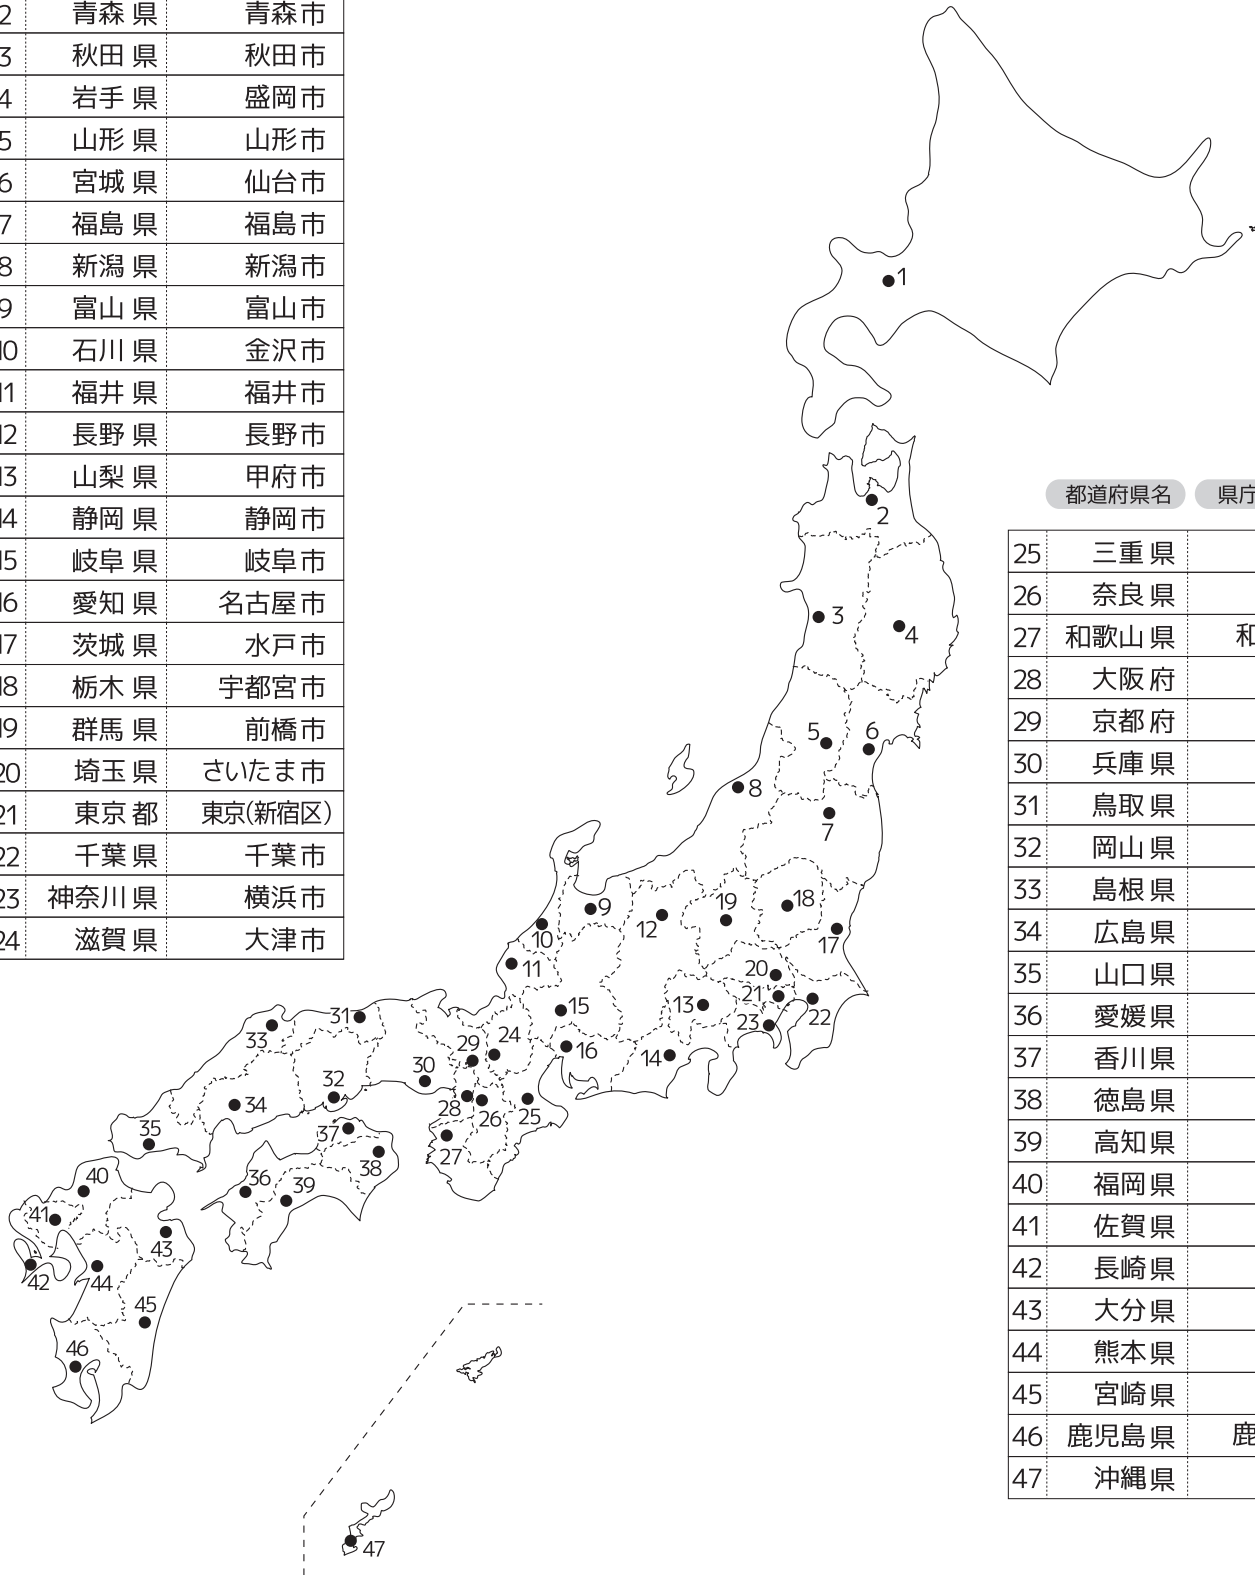 2 青森県 青森市
3 秋田県 秋田市
4 岩手県 盛岡市
5 山形県 山形市
6 宮城県 仙台市
7 福島県 福島市
8 新潟県 新潟市
9 富山県 富山市
10 石川県 金沢市
11 福井県 福井市
12 長野県 長野市
13 山梨県 甲府市
14 静岡県 静岡市
15 岐阜県 岐阜市
16 愛知県 名古屋市
17 茨城県 水戸市
18 栃木県 宇都宮市
19 群馬県 前橋市
20 埼玉県 さいたま市
21 東京都 東京(新宿区)
22 千葉県 千葉市
23 神奈川県 横浜市
24 滋賀県 大津市
1
2
3
4
5
6
8
7
9
18
19
12
10
17
11
20
21
13
15
22
31
23
33
24
29
16
14
30
32
34
28
26
25
35
37
27
38
40
36
39
41
43
42
44
45
46
47
都道府県名 県庁
25 三重県
26 奈良県
27 和歌山県 和
28 大阪府
29 京都府
30 兵庫県
31 鳥取県
32 岡山県
33 島根県
34 広島県
35 山口県
36 愛媛県
37 香川県
38 徳島県
39 高知県
40 福岡県
41 佐賀県
42 長崎県
43 大分県
44 熊本県
45 宮崎県
46 鹿児島県 鹿
47 沖縄県